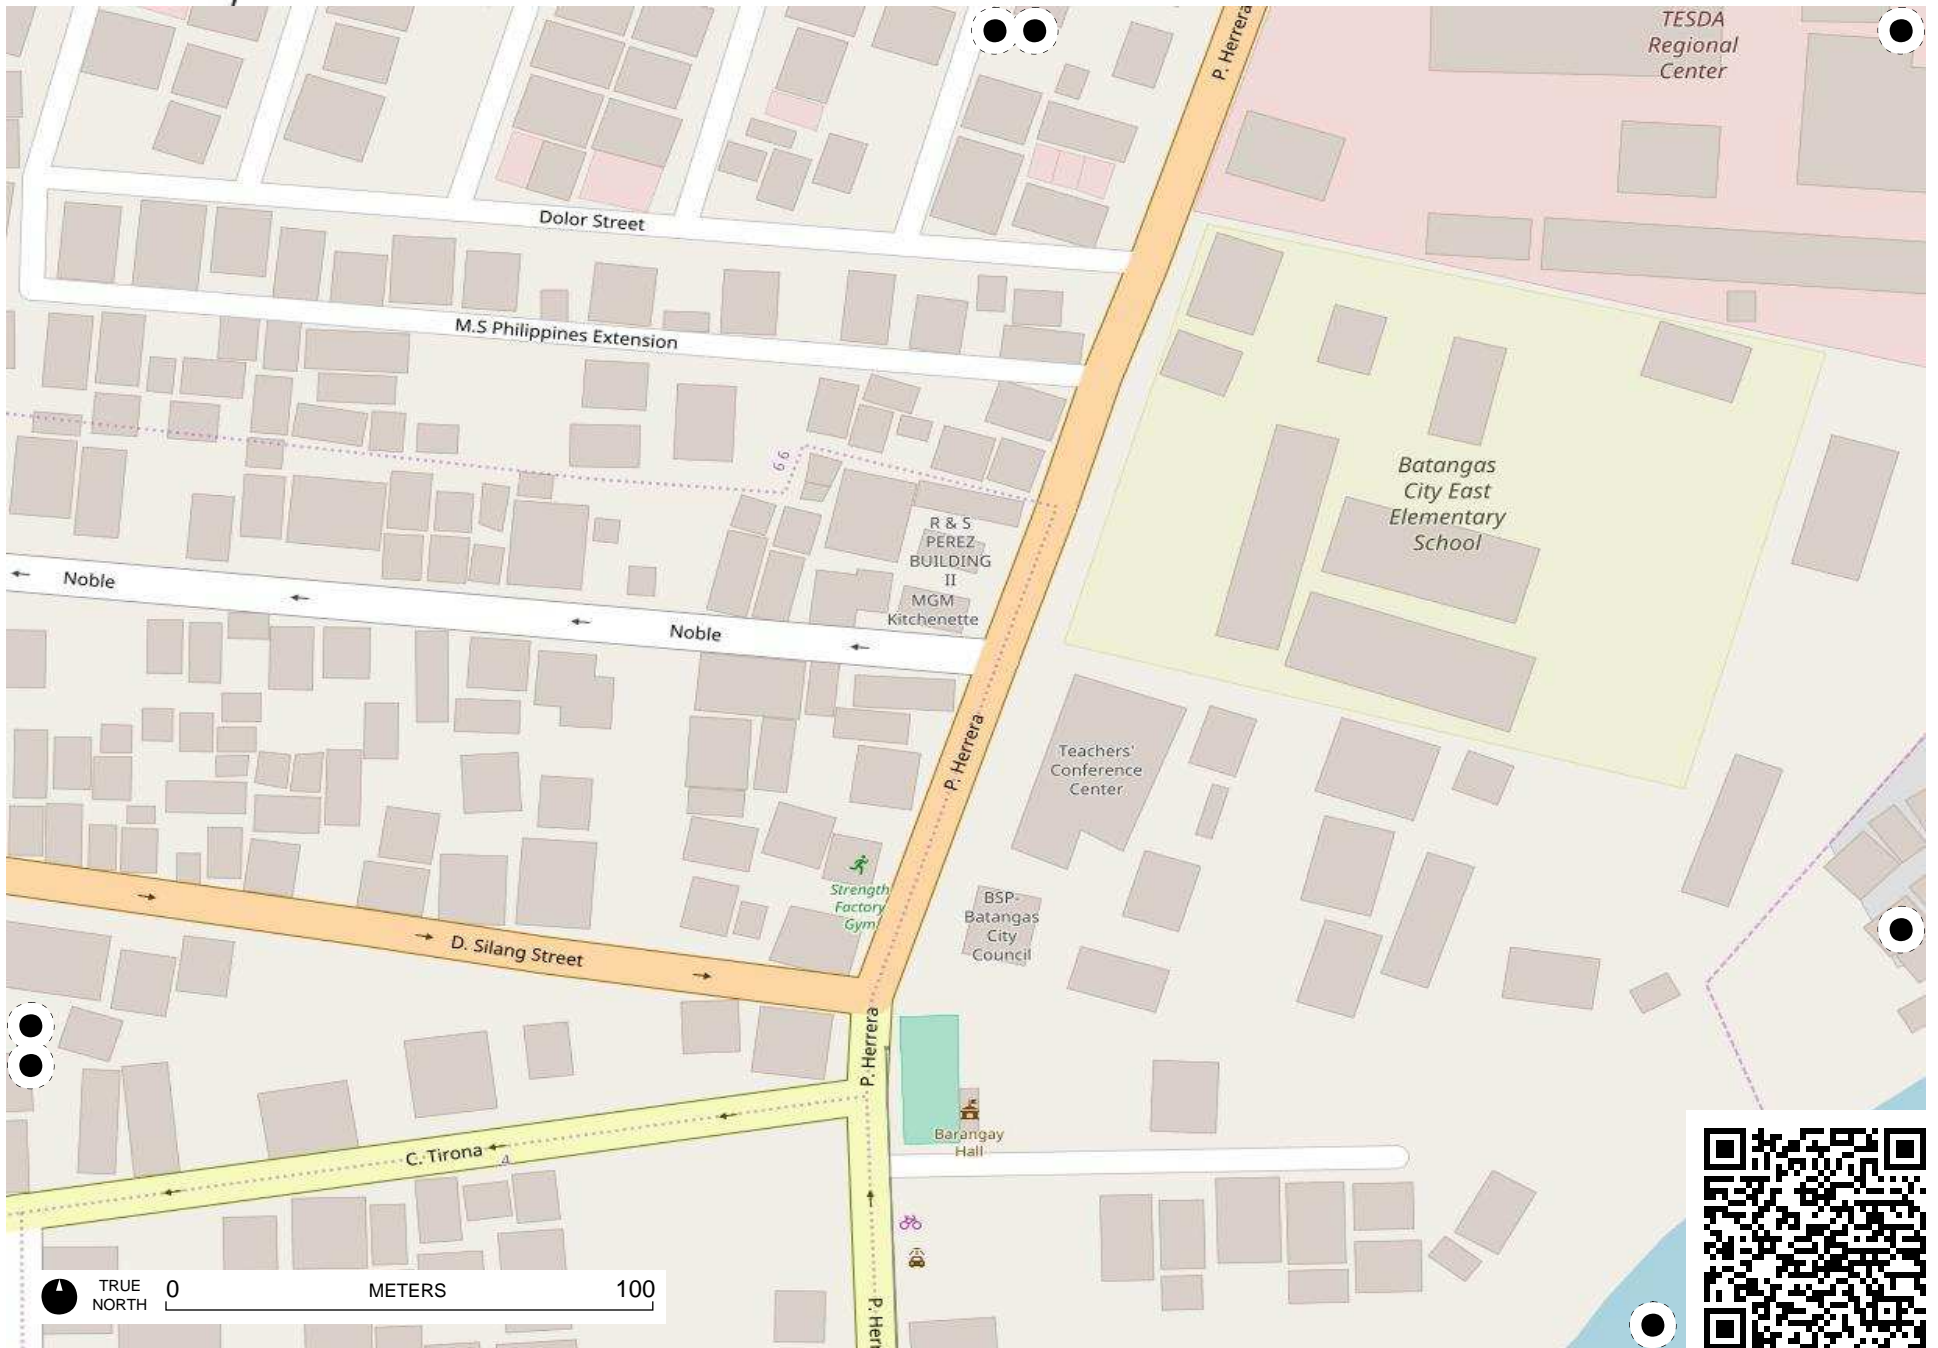 P. Herrera
TESDA
Regional
Center
Dolor Street
M.S Philippines Extension
66
Batangas
City East
Elementary
School
R & S
PEREZ
BUILDING
II
MGM
Kitchenette
Noble
Noble
P. Herrera
Teachers'
Conference
Center
Strength
Factory
Gym
BSP-
Batangas
City
Council
D. Silang Street
P. Herrera
Barangay
Hall
C. Tirona
4
P. Her
TRUE
NORTH
0
METERS
100